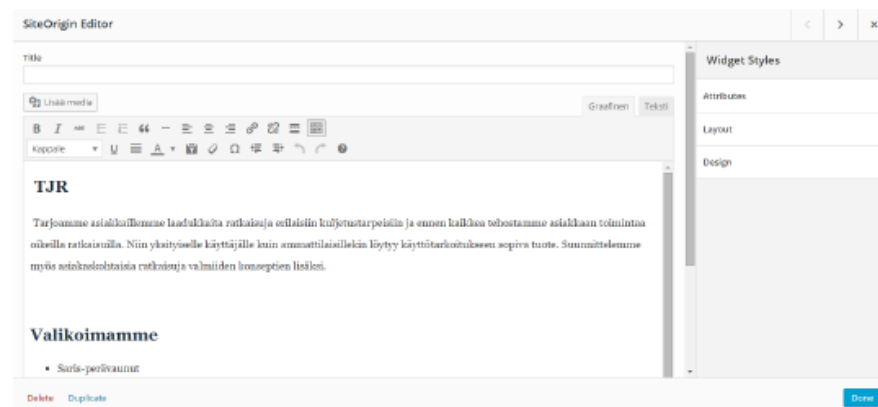 SiteOrigin Editor
Title
Lisää media
Graafinen Teksti
B I ABC
Kappale U A Ω
TJR
Tarjoamme asiakkaillemme laadukkaita ratkaisuja erilaisiin kuljetustarpeisiin ja ennen kaikkea tehostamme asiakkaan toimintaa
oikeilla ratkaisuilla. Niin yksityiselle käyttäjälle kuin ammattilaisillekin löytyy käyttötarkoitukseen sopiva tuote. Suunnittelemme
myös asiakaskohtaisia ratkaisuja valmiiden konseptien lisäksi.
Valikoimamme
• Saris-perävaunut
Widget Styles
Attributes
Layout
Design
Delete Duplicate
Done